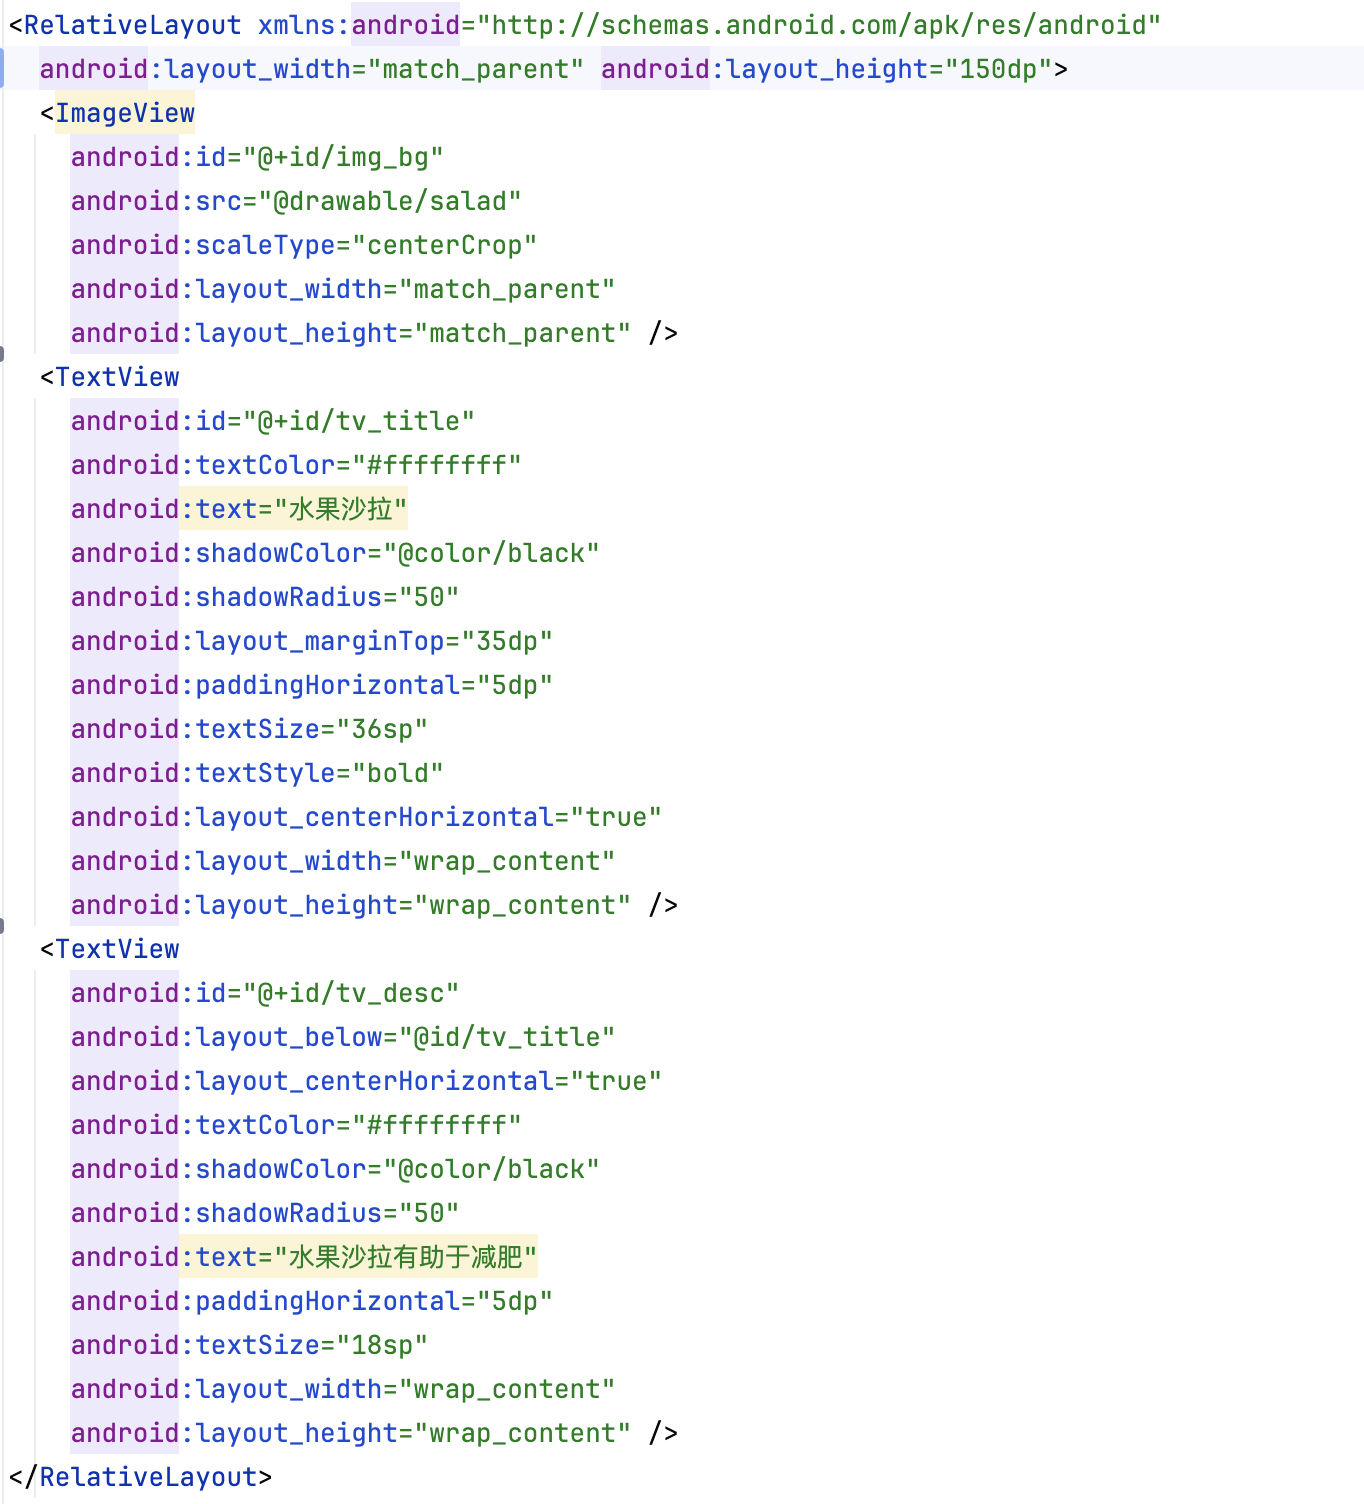 <RelativeLayout xmlns:android="http://schemas.android.com/apk/res/android"
  android:layout_width="match_parent" android:layout_height="150dp">
  <ImageView
    android:id="@+id/img_bg"
    android:src="@drawable/salad"
    android:scaleType="centerCrop"
    android:layout_width="match_parent"
    android:layout_height="match_parent" />
  <TextView
    android:id="@+id/tv_title"
    android:textColor="#ffffffff"
    android:text="水果沙拉"
    android:shadowColor="@color/black"
    android:shadowRadius="50"
    android:layout_marginTop="35dp"
    android:paddingHorizontal="5dp"
    android:textSize="36sp"
    android:textStyle="bold"
    android:layout_centerHorizontal="true"
    android:layout_width="wrap_content"
    android:layout_height="wrap_content" />
  <TextView
    android:id="@+id/tv_desc"
    android:layout_below="@id/tv_title"
    android:layout_centerHorizontal="true"
    android:textColor="#ffffffff"
    android:shadowColor="@color/black"
    android:shadowRadius="50"
    android:text="水果沙拉有助于减肥"
    android:paddingHorizontal="5dp"
    android:textSize="18sp"
    android:layout_width="wrap_content"
    android:layout_height="wrap_content" />
</RelativeLayout>